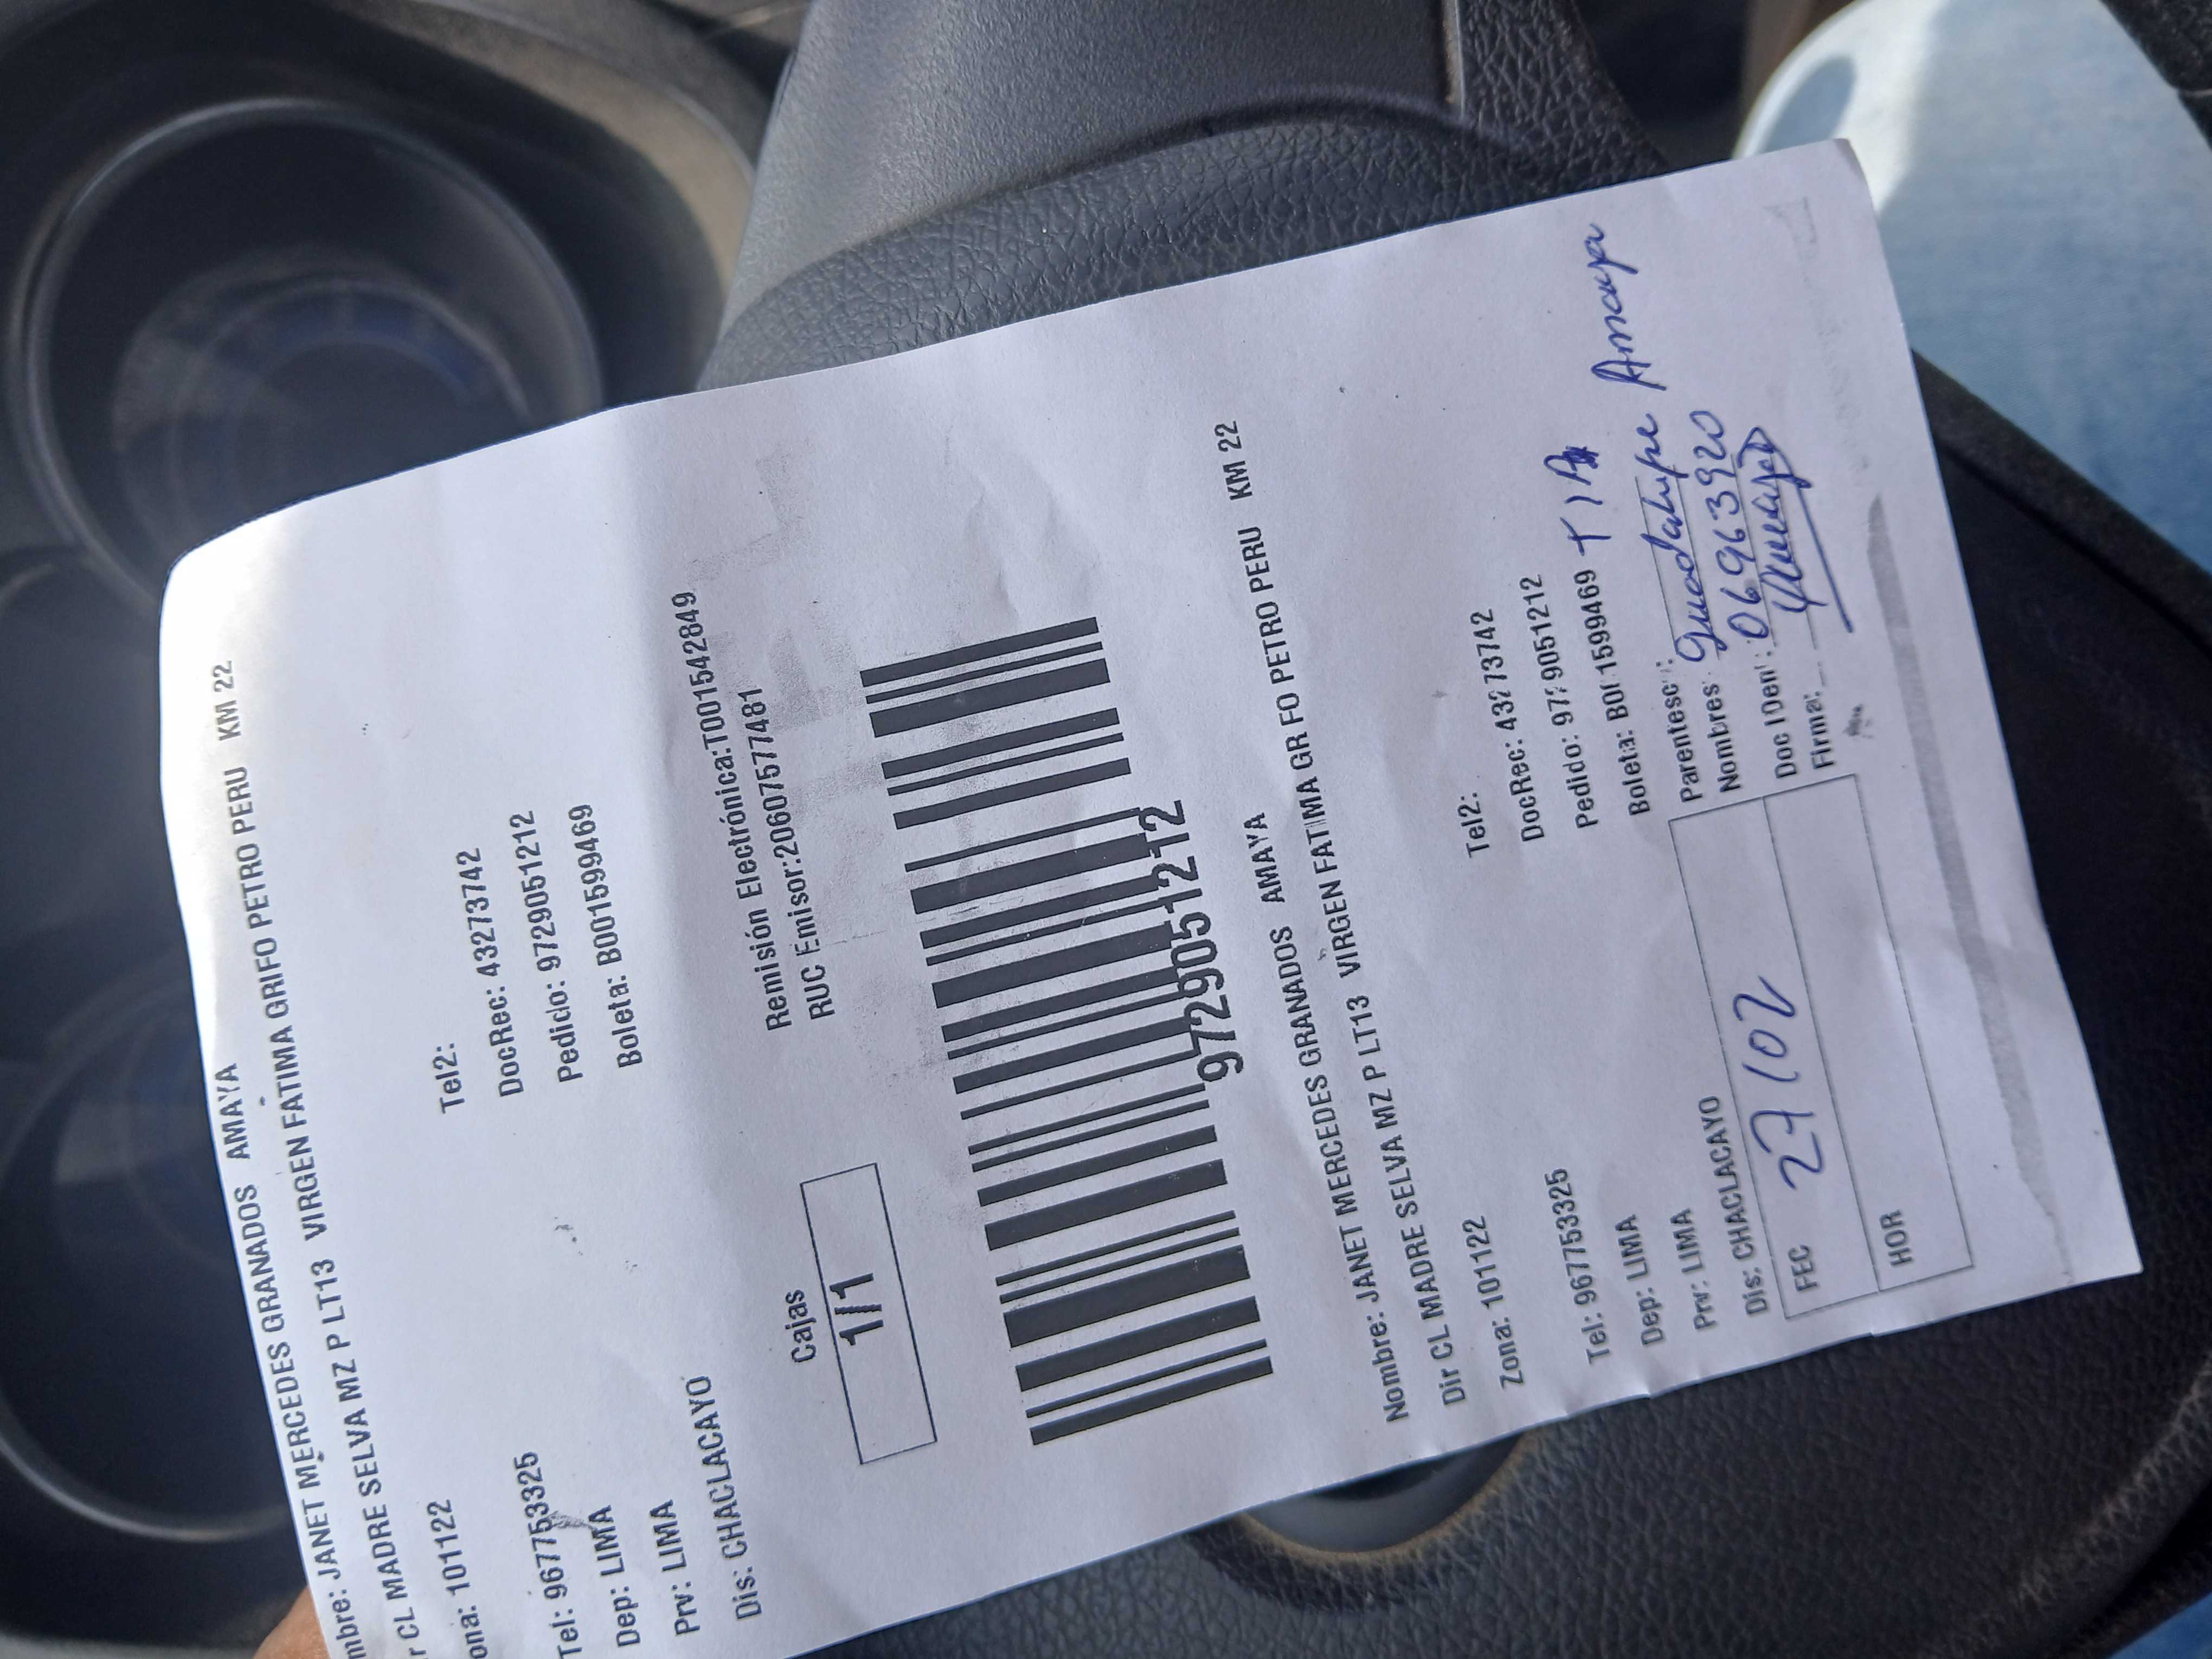 mbre: JANET MERCEDES GRANADOS AMAYA
r CL MADRE SELVA MZ P LT13 VIRGEN FATIMA GRIFO PETRO PERU KM 22
ona: 101122
Tel: 967753325 Tel2:
Dep: LIMA DocRec: 43273742
Prv: LIMA Pedido: 9729051212
Dis: CHACLACAYO Boleta: B001599469
Cajas
1/1
Remisión Electrónica:T001542849
RUC Emisor:20607577481
9729051212
Nombre: JANET MERCEDES GRANADOS AMAYA
Dir CL MADRE SELVA MZ P LT13 VIRGEN FATIMA GR FO PETRO PERU KM 22
Zona: 101122
Tel: 967753325 Tel2:
Dep: LIMA DocRec: 43273742
Prv: LIMA Pedido: 9729051212
Dis: CHACLACAYO Boleta: B001599469
FEC 27/02
HOR
Parentesc: TIA
Nombres: Guadalupe Amaya
Doc Iden: 06963920
Firma: